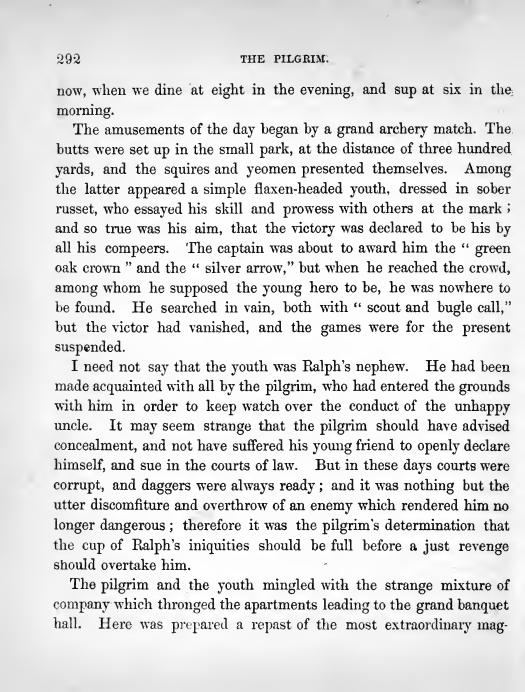 292 THE PILGRIM.
now, when we dine at eight in the evening, and sup at six in the
morning.
The amusements of the day began by a grand archery match. The
butts were set up in the small park, at the distance of three hundred
yards, and the squires and yeomen presented themselves. Among
the latter appeared a simple flaxen-headed youth, dressed in sober
russet, who essayed his skill and prowess with others at the mark ;
and so true was his aim, that the victory was declared to be his by
all his compeers. The captain was about to award him the “ green
oak crown ” and the “ silver arrow,” but when he reached the crowd,
among whom he supposed the young hero to be, he was nowhere to
be found. He searched in vain, both with “ scout and bugle call,”
but the victor had vanished, and the games were for the present
suspended.
I need not say that the youth was Ralph's nephew. He had been
made acquainted with all by the pilgrim, who had entered the grounds
with him in order to keep watch over the conduct of the unhappy
uncle. It may seem strange that the pilgrim should have advised
concealment, and not have suffered his young friend to openly declare
himself, and sue in the courts of law. But in these days courts were
corrupt, and daggers were always ready ; and it was nothing but the
utter discomfiture and overthrow of an enemy which rendered him no
longer dangerous ; therefore it was the pilgrim's determination that
the cup of Ralph's iniquities should be full before a just revenge
should overtake him.
The pilgrim and the youth mingled with the strange mixture of
company which thronged the apartments leading to the grand banquet
hall. Here was prepared a repast of the most extraordinary mag-